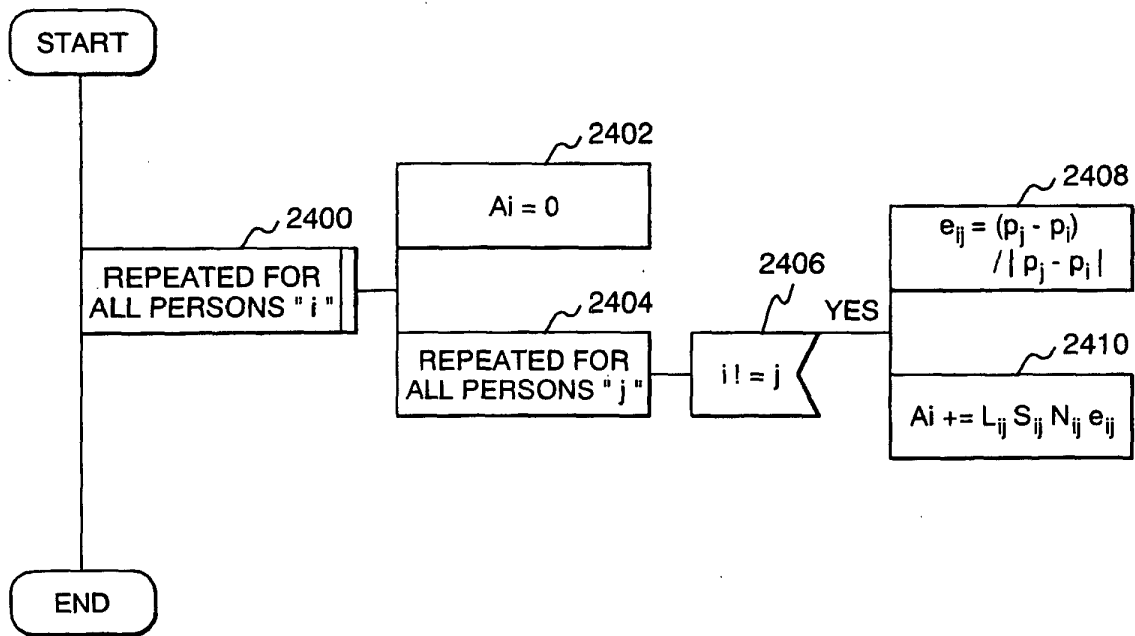 START
2400
REPEATED FOR
ALL PERSONS " i "
2402
Ai = 0
2404
REPEATED FOR
ALL PERSONS " j "
2406
i ! = j
YES
2408
e_ij = (p_j - p_i)
/ | p_j - p_i |
2410
Ai += L_ij S_ij N_ij e_ij
END